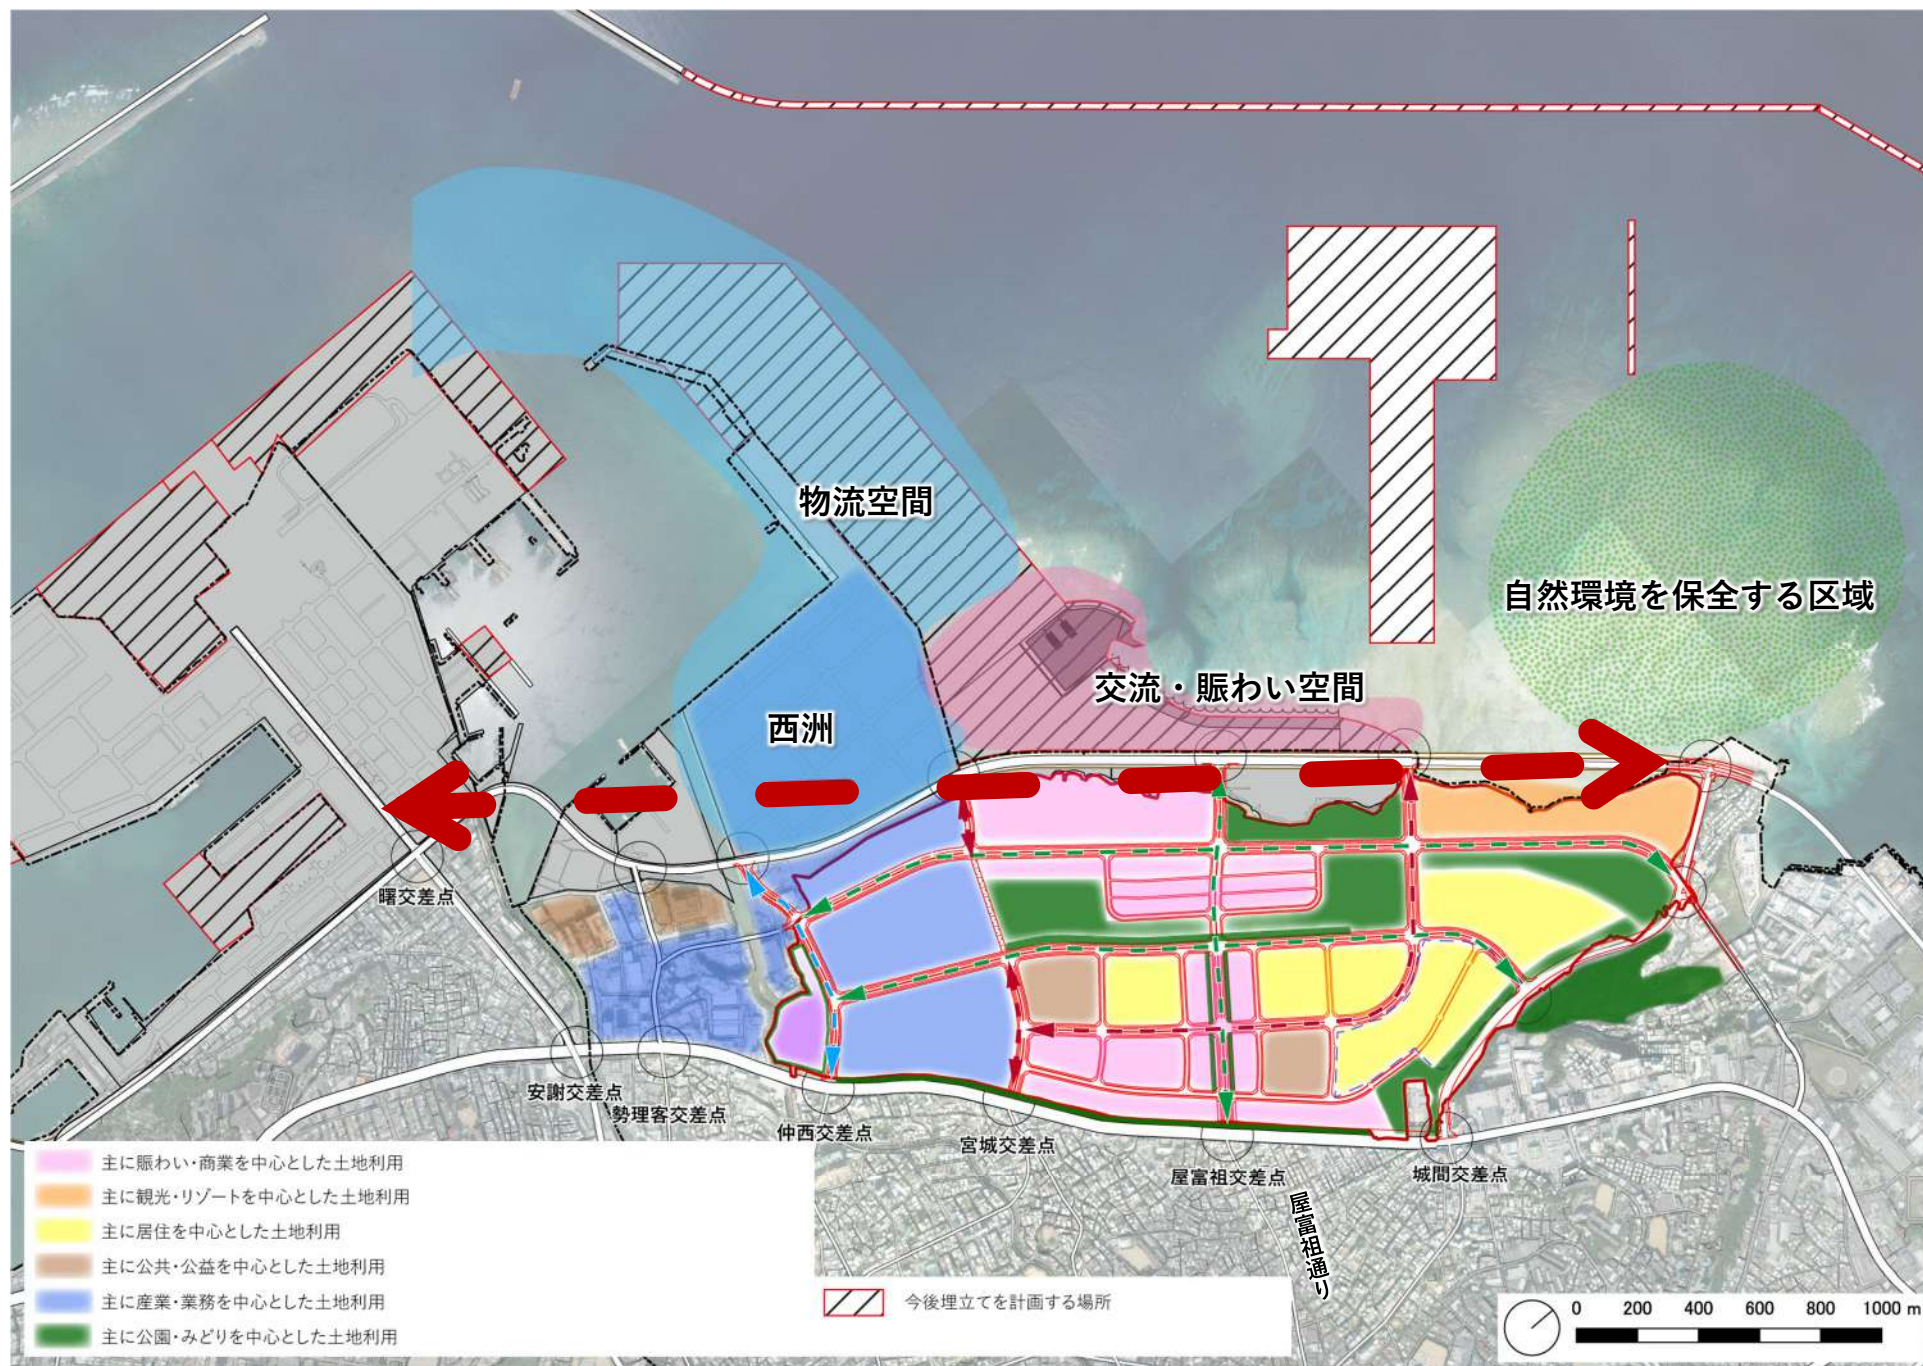 物流空間
自然環境を保全する区域
交流・賑わい空間
西洲
曙交差点
安謝交差点
勢理客交差点
仲西交差点
宮城交差点
屋富祖交差点
城間交差点
屋富祖通り
主に賑わい・商業を中心とした土地利用
主に観光・リゾートを中心とした土地利用
主に居住を中心とした土地利用
主に公共・公益を中心とした土地利用
主に産業・業務を中心とした土地利用
主に公園・みどりを中心とした土地利用
今後埋立てを計画する場所
0 200 400 600 800 1000 m